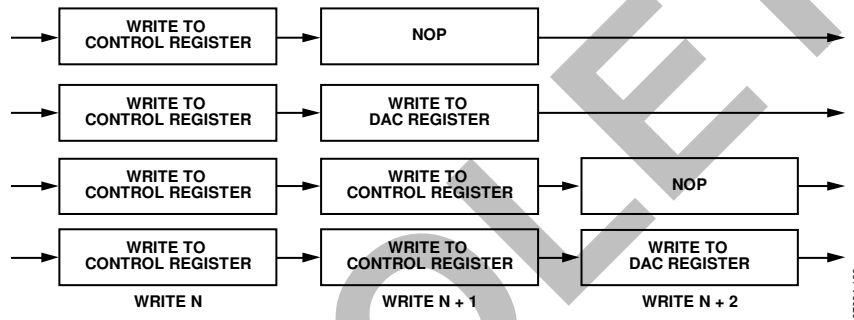 WRITE TO
CONTROL REGISTER
NOP
WRITE TO
CONTROL REGISTER
WRITE TO
DAC REGISTER
WRITE TO
CONTROL REGISTER
WRITE TO
CONTROL REGISTER
NOP
WRITE TO
CONTROL REGISTER
WRITE TO
CONTROL REGISTER
WRITE TO
DAC REGISTER
WRITE N
WRITE N + 1
WRITE N + 2